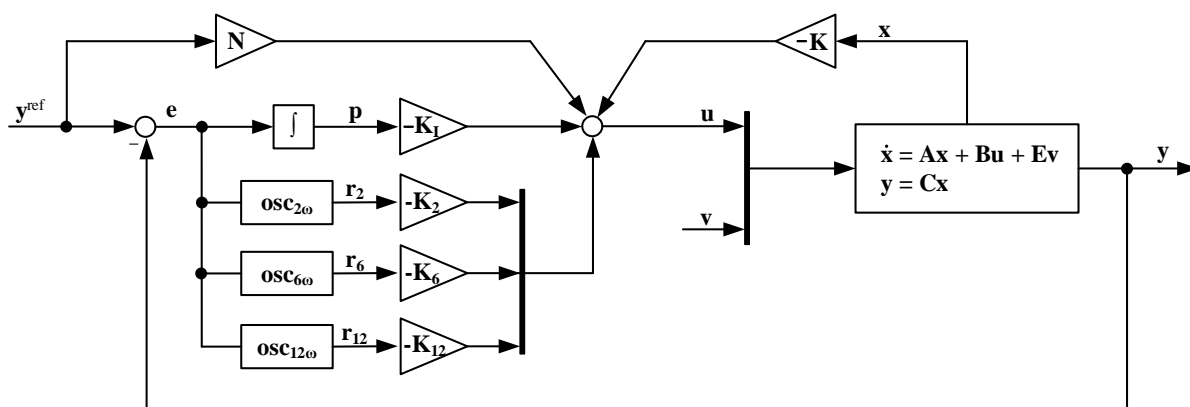 N
−K
x
y^ref
−
e
∫
p
-K_I
u
ẋ = Ax + Bu + Ev
y = Cx
y
osc_2ω
r_2
-K_2
v
osc_6ω
r_6
-K_6
osc_12ω
r_12
-K_12